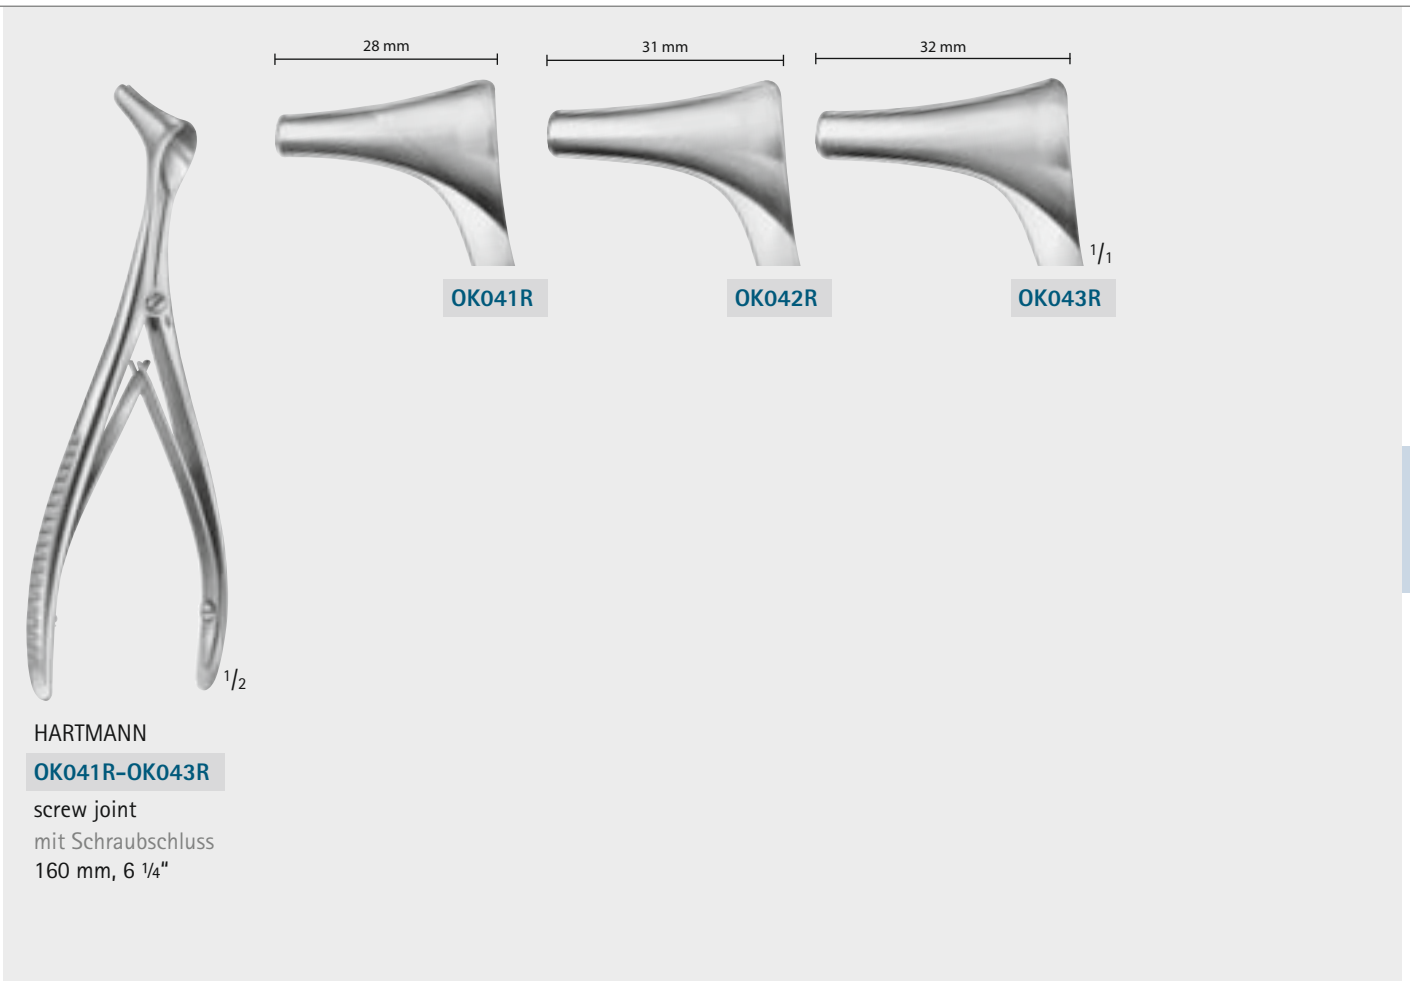 28 mm
31 mm
32 mm
1/1
OK041R
OK042R
OK043R
1/2
HARTMANN
OK041R-OK043R
screw joint
mit Schraubschluss
160 mm, 6 1/4“